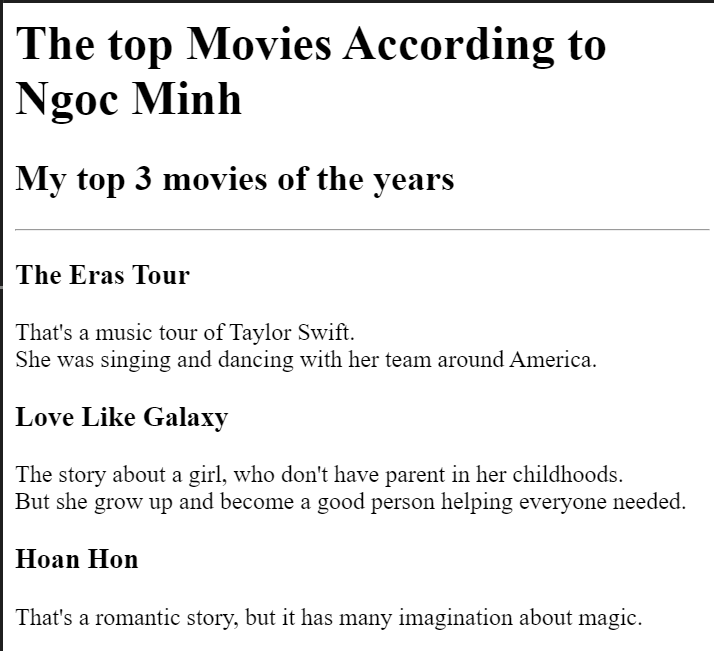 The top Movies According to
Ngoc Minh
My top 3 movies of the years
The Eras Tour
That's a music tour of Taylor Swift.
She was singing and dancing with her team around America.
Love Like Galaxy
The story about a girl, who don't have parent in her childhoods.
But she grow up and become a good person helping everyone needed.
Hoan Hon
That's a romantic story, but it has many imagination about magic.